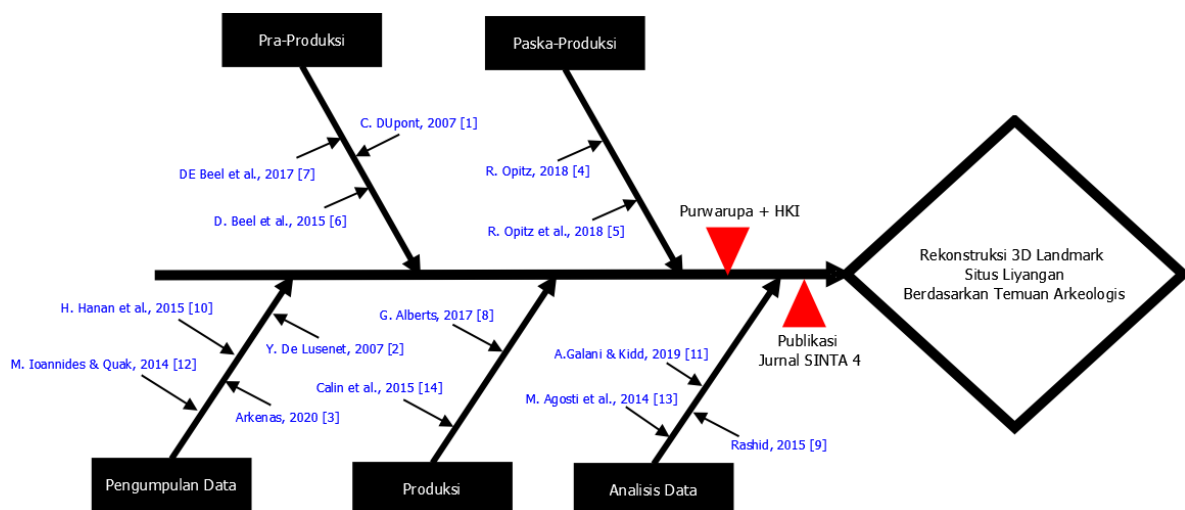 Pra-Produksi
Paska-Produksi
C. DUpont, 2007 [1]
DE Beel et al., 2017 [7]
D. Beel et al., 2015 [6]
R. Opitz, 2018 [4]
R. Opitz et al., 2018 [5]
Purwarupa + HKI
Rekonstruksi 3D Landmark
Situs Liyangan
Berdasarkan Temuan Arkeologis
H. Hanan et al., 2015 [10]
Y. De Lusenet, 2007 [2]
M. Ioannides & Quak, 2014 [12]
Arkenas, 2020 [3]
G. Alberts, 2017 [8]
Calin et al., 2015 [14]
A.Galani & Kidd, 2019 [11]
M. Agosti et al., 2014 [13]
Rashid, 2015 [9]
Publikasi
Jurnal SINTA 4
Pengumpulan Data
Produksi
Analisis Data